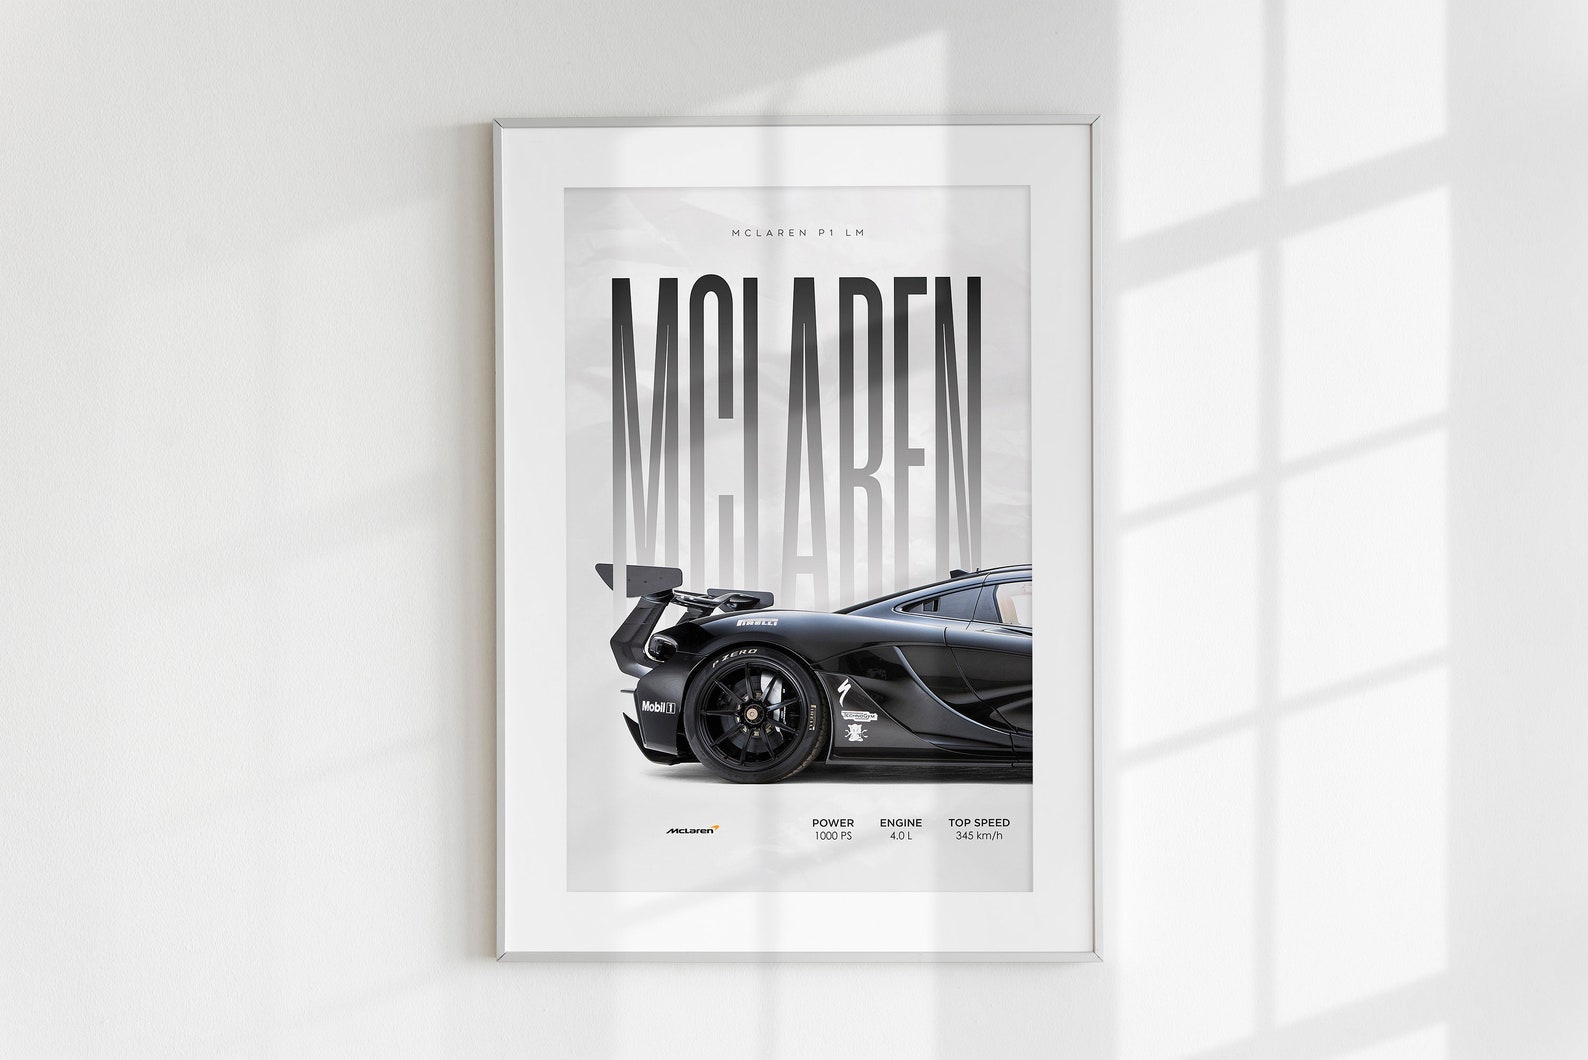 MCLAREN P1 LM
MCLAREN
PIRELLI
P ZERO
Mobil 1
TECHNOGYM
McLaren
POWER ENGINE TOP SPEED
1000 PS 4.0 L 345 km/h